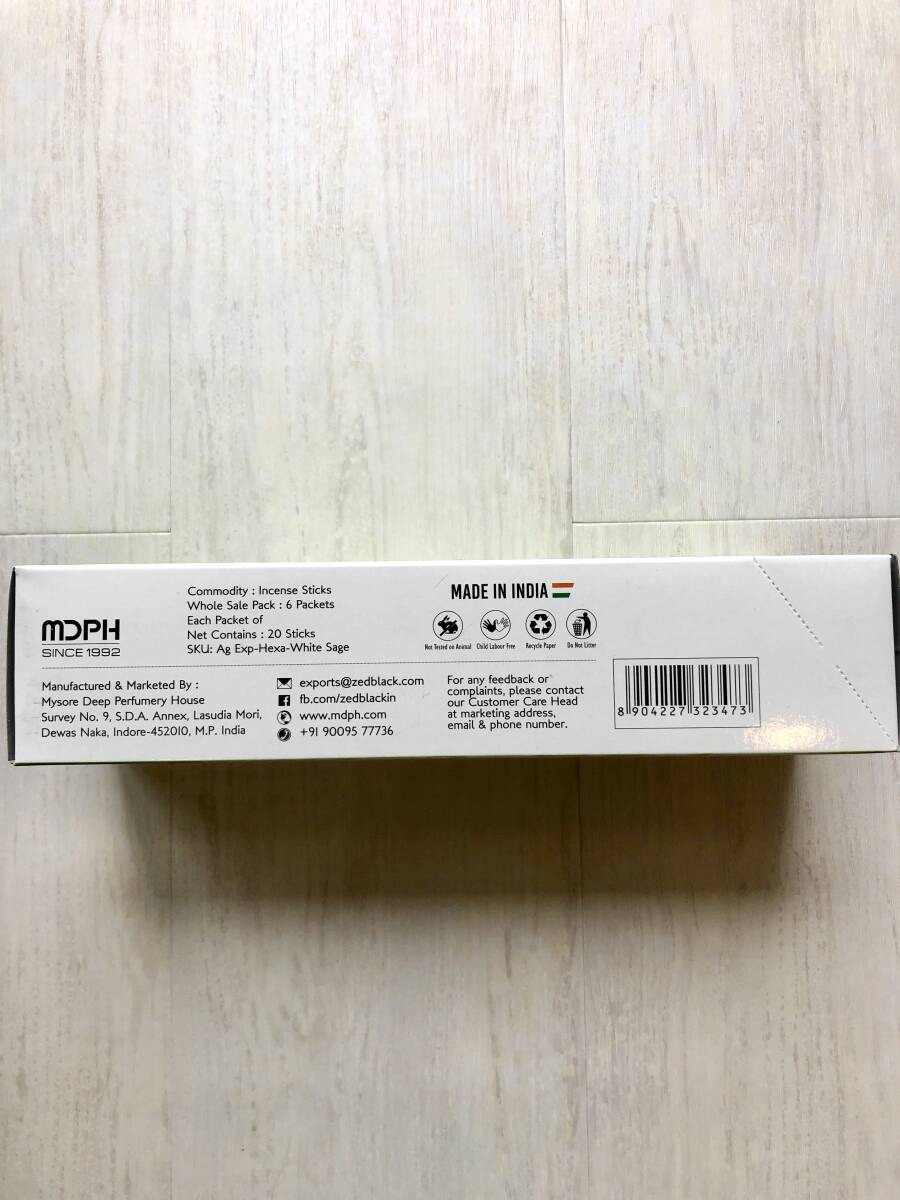 MDPH
SINCE 1992
Commodity : Incense Sticks
Whole Sale Pack : 6 Packets
Each Packet of
Net Contains : 20 Sticks
SKU: Ag Exp-Hexa-White Sage
MADE IN INDIA
Not Tested on Animal
Child Labour Free
Recycle Paper
Do Not Litter
Manufactured & Marketed By :
Mysore Deep Perfumery House
Survey No. 9, S.D.A. Annex, Lasudia Mori,
Dewas Naka, Indore-452010, M.P. India
exports@zedblack.com
fb.com/zedblackin
www.mdph.com
+91 90095 77736
For any feedback or
complaints, please contact
our Customer Care Head
at marketing address,
email & phone number.
8 904227 323473